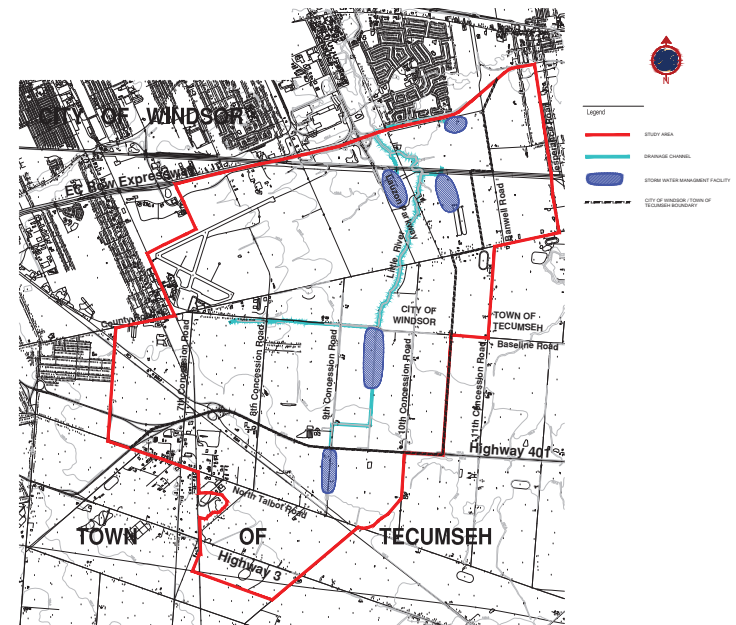 CITY OF WINDSOR
EC Row Expressway
Banwell Road
Little River
CITY OF
WINDSOR
TOWN OF
TECUMSEH
Baseline Road
7th Concession Road
8th Concession Road
9th Concession Road
10th Concession Road
11th Concession Road
Highway 401
North Talbot Road
TOWN OF TECUMSEH
Highway 3
N
Legend
STUDY AREA
DRAINAGE CHANNEL
STORM WATER MANAGMENT FACILITY
CITY OF WINDSOR / TOWN OF
TECUMSEH BOUNDARY